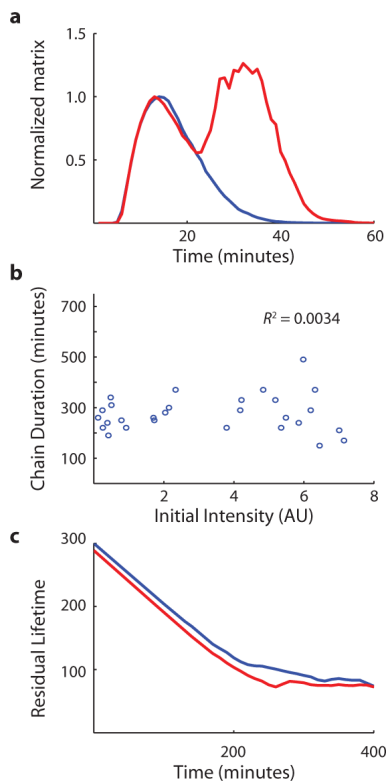 a
1.5
1.0
0.5
Normalized matrix
20
40
60
Time (minutes)
b
700
500
300
100
Chain Duration (minutes)
R² = 0.0034
0
2
4
6
8
Initial Intensity (AU)
c
300
200
100
Residual Lifetime
200
400
Time (minutes)